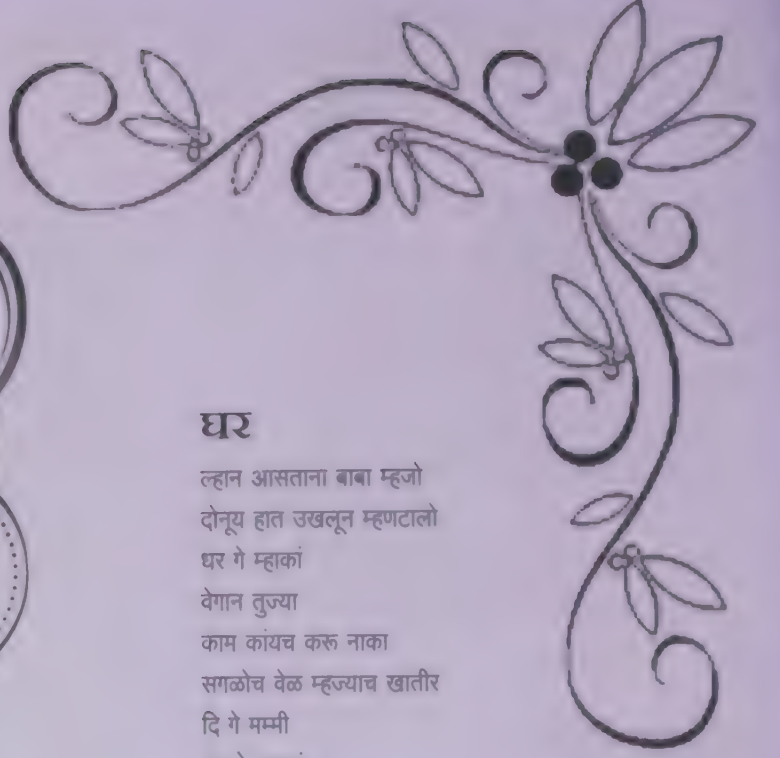 घर
ल्हान आसताना बाबा म्हजो
दोनूय हात उखलून म्हणटालो
धर गे म्हाकां
वेगान तुज्या
काम कांयच करू नाका
सगळोच वेळ म्हज्याच खातीर
दि गे मम्मी